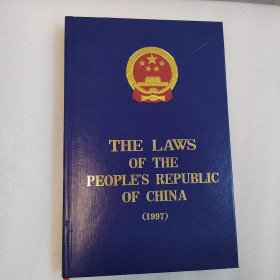 THE LAWS
OF THE
PEOPLE'S REPUBLIC
OF CHINA
(1997)